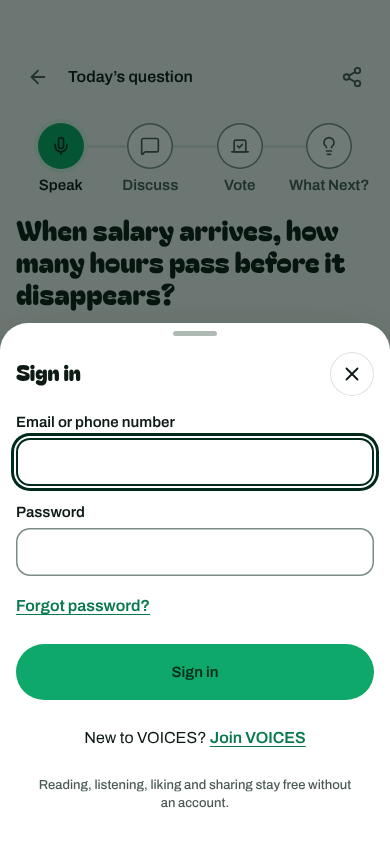 Today's question
Speak
Discuss
Vote
What Next?
When salary arrives, how
many hours pass before it
disappears?
Sign in
Email or phone number
Password
Forgot password?
Sign in
New to VOICES? Join VOICES
Reading, listening, liking and sharing stay free without
an account.